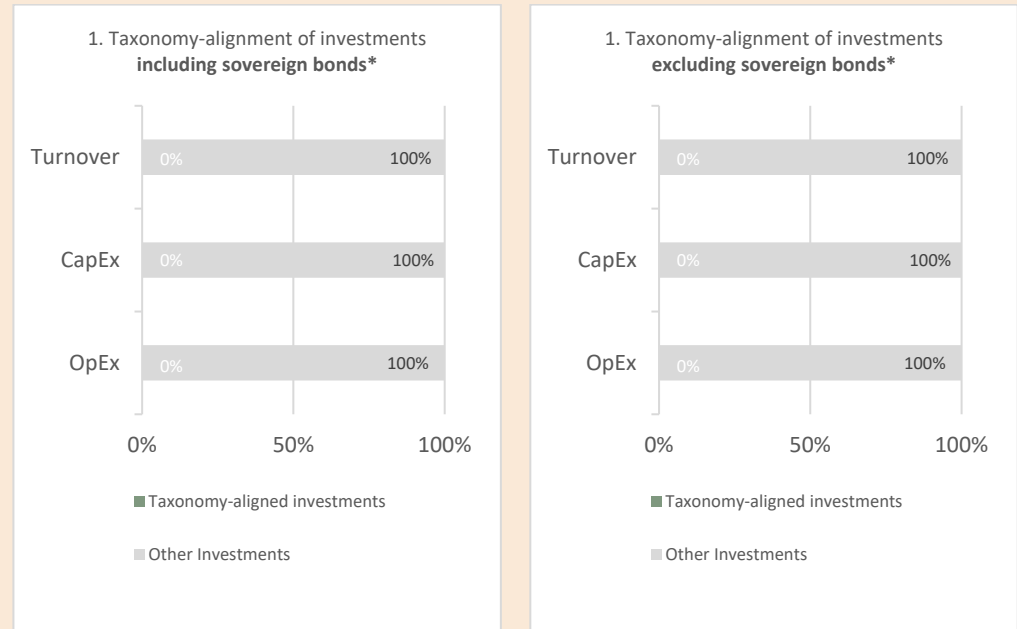 1. Taxonomy-alignment of investments
including sovereign bonds*
Turnover
0%
100%
CapEx
0%
100%
OpEx
0%
100%
0%
50%
100%
Taxonomy-aligned investments
Other Investments
1. Taxonomy-alignment of investments
excluding sovereign bonds*
Turnover
0%
100%
CapEx
0%
100%
OpEx
0%
100%
0%
50%
100%
Taxonomy-aligned investments
Other Investments